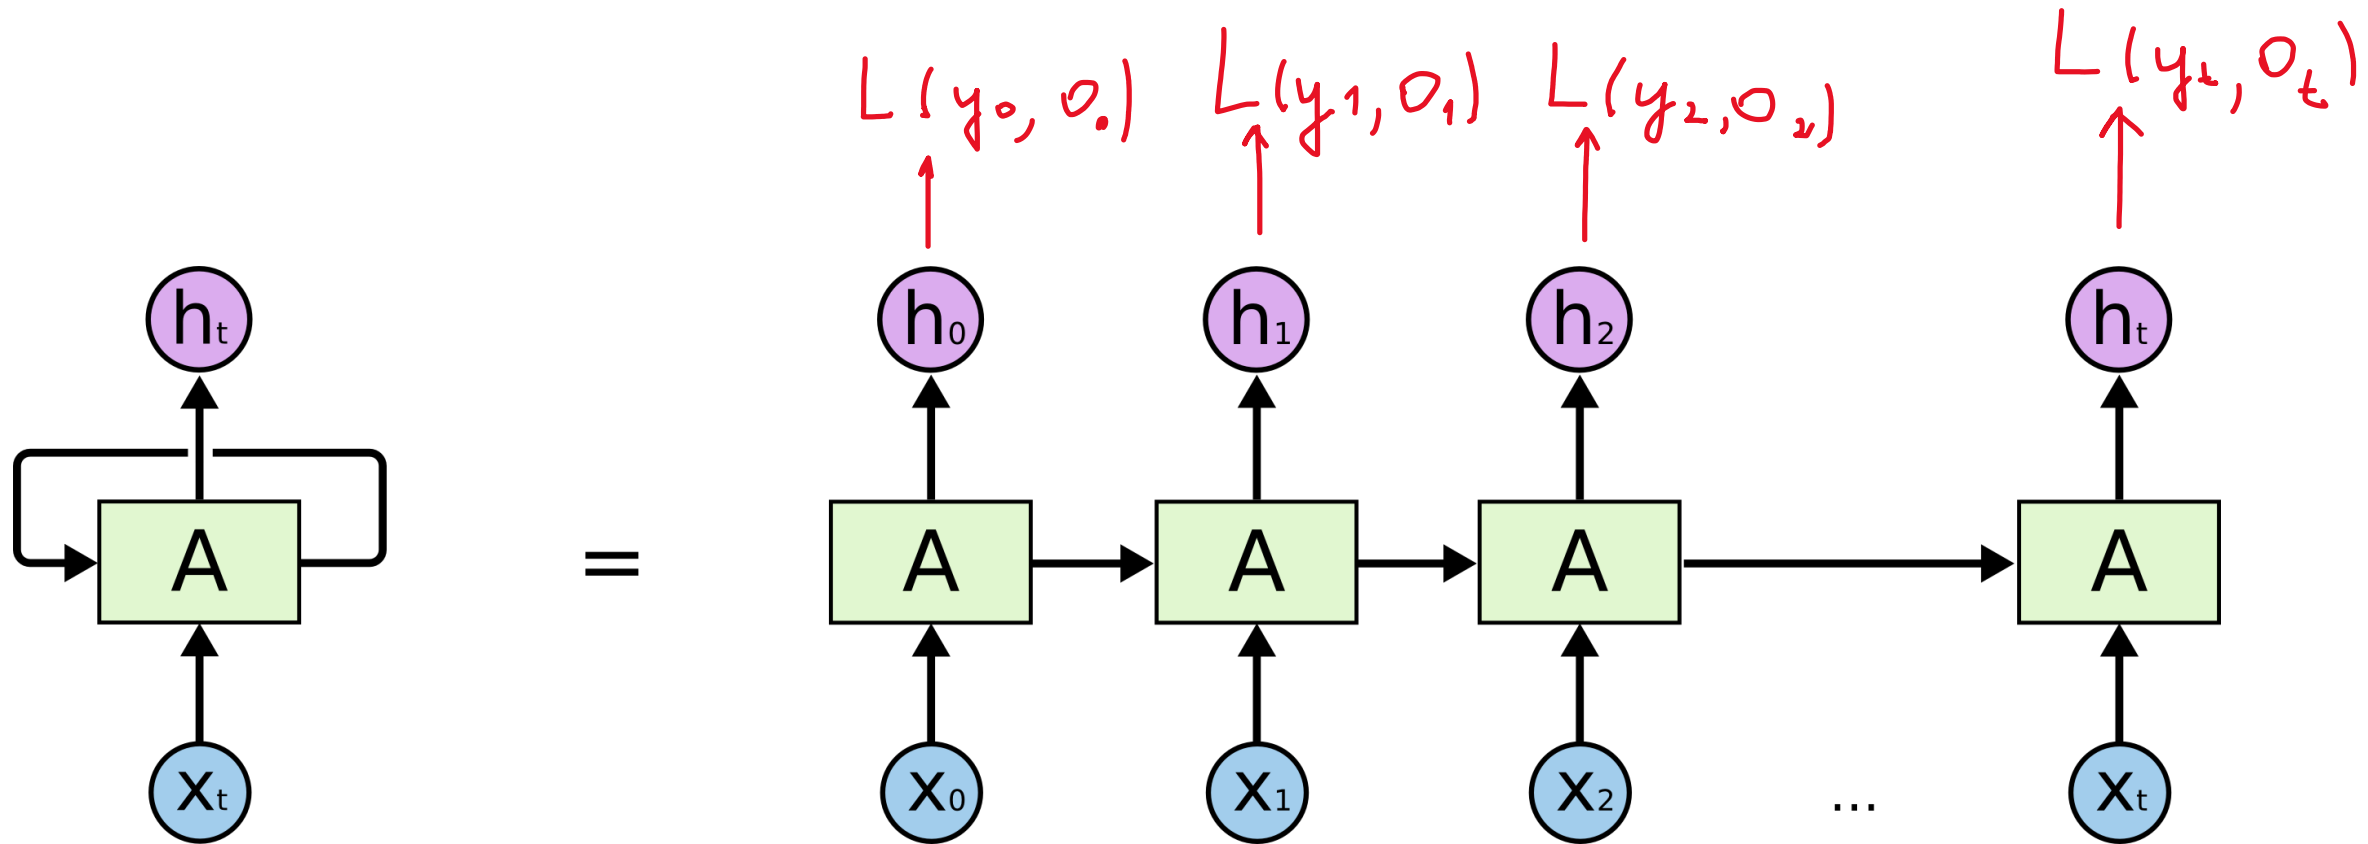 L(y₀, O₀) L(y₁, O₁) L(y₂, O₂) L(yₜ, Oₜ)
hₜ h₀ h₁ h₂ hₜ
A = A A A A
xₜ x₀ x₁ x₂ ... xₜ